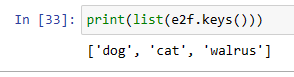 In [33]: print(list(e2f.keys()))
['dog', 'cat', 'walrus']